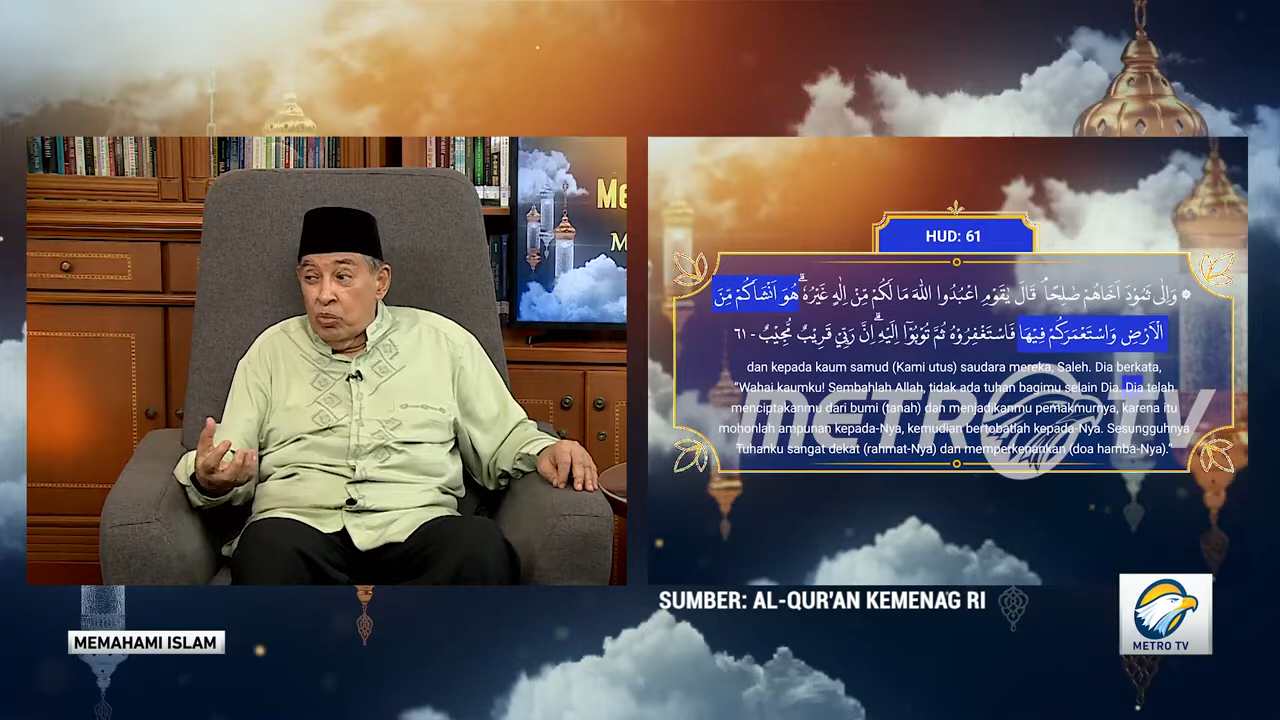 Me
M
HUD: 61
۞ وَاِلٰى ثَمُوْدَ اَخَاهُمْ صٰلِحًا ۘ قَالَ يٰقَوْمِ اعْبُدُوا اللّٰهَ مَا لَكُمْ مِّنْ اِلٰهٍ غَيْرُهٗ ۗهُوَ اَنْشَاَكُمْ مِّنَ
الْاَرْضِ وَاسْتَعْمَرَكُمْ فِيْهَا فَاسْتَغْفِرُوْهُ ثُمَّ تُوْبُوْٓا اِلَيْهِ ۗاِنَّ رَبِّيْ قَرِيْبٌ مُّجِيْبٌ - ٦١
dan kepada kaum samud (Kami utus) saudara mereka, Saleh. Dia berkata,
“Wahai kaumku! Sembahlah Allah, tidak ada tuhan bagimu selain Dia. Dia telah
menciptakanmu dari bumi (tanah) dan menjadikanmu pemakmurnya, karena itu
mohonlah ampunan kepada-Nya, kemudian bertobatlah kepada-Nya. Sesungguhnya
Tuhanku sangat dekat (rahmat-Nya) dan memperkenankan (doa hamba-Nya).”
METRO TV
SUMBER: AL-QUR'AN KEMENAG RI
MEMAHAMI ISLAM
METRO TV